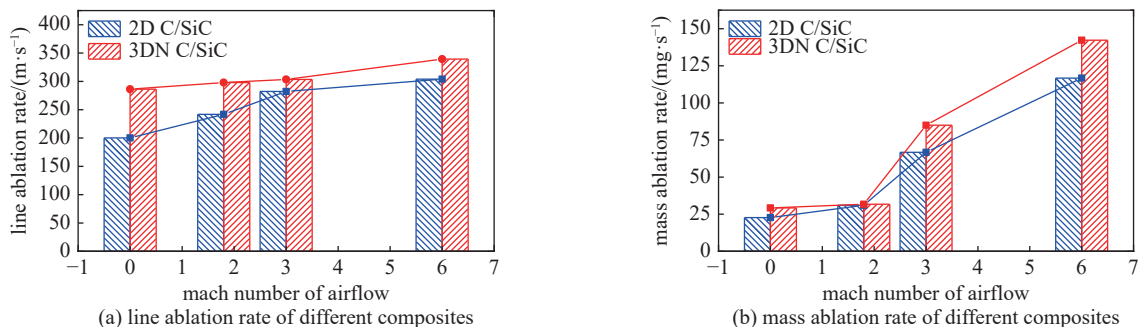 400
350
300
250
200
150
100
50
0
line ablation rate/(m·s⁻¹)
2D C/SiC
3DN C/SiC
−1 0 1 2 3 4 5 6 7
mach number of airflow
(a) line ablation rate of different composites
150
125
100
75
50
25
0
mass ablation rate/(mg·s⁻¹)
2D C/SiC
3DN C/SiC
−1 0 1 2 3 4 5 6 7
mach number of airflow
(b) mass ablation rate of different composites